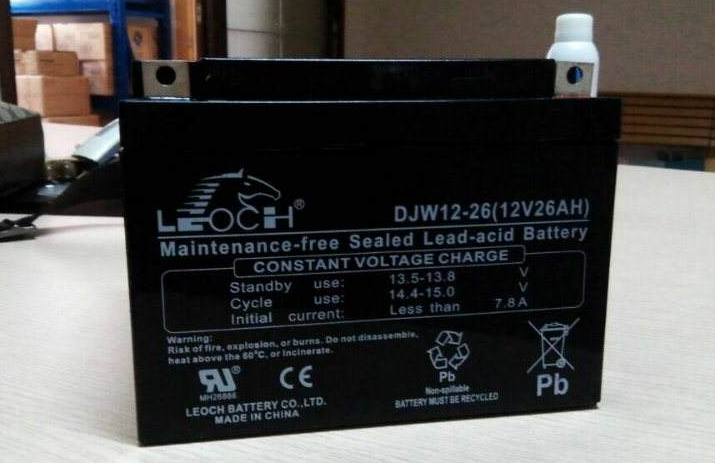 LEOCH®
DJW12-26(12V26AH)
Maintenance-free Sealed Lead-acid Battery
CONSTANT VOLTAGE CHARGE
Standby use: 13.5-13.8 V
Cycle use: 14.4-15.0 V
Initial current: Less than 7.8A
Warning:
Risk of fire, explosion, or burns. Do not disassemble,
heat above the 60°C, or incinerate.
RU®
MH26866
CE
LEOCH BATTERY CO.,LTD.
MADE IN CHINA
Pb
Non-spillable
BATTERY MUST BE RECYCLED
Pb